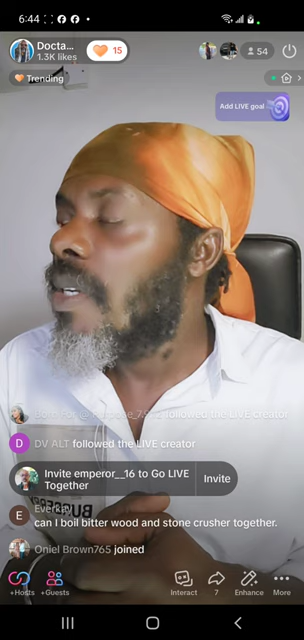 6:44
Docta...
1.3K likes
15
54
Trending
Add LIVE goal
followed the LIVE creator
DV ALT followed the LIVE creator
Invite emperor__16 to Go LIVE
Together
Invite
Everkay
can I boil bitter wood and stone crusher together.
Oniel Brown765 joined
+Hosts
+Guests
Interact
7
Enhance
More